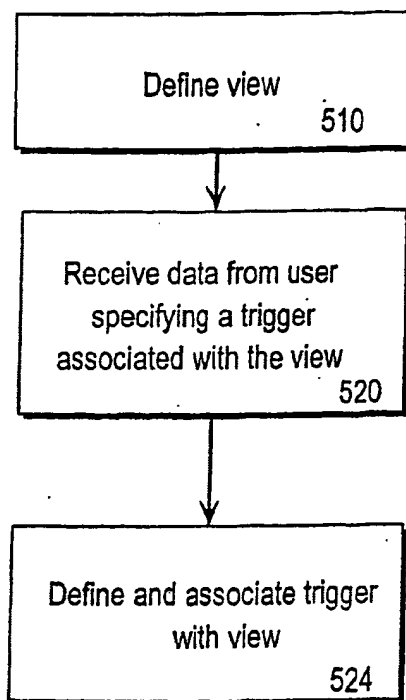 Define view
510
Receive data from user
specifying a trigger
associated with the view
520
Define and associate trigger
with view
524